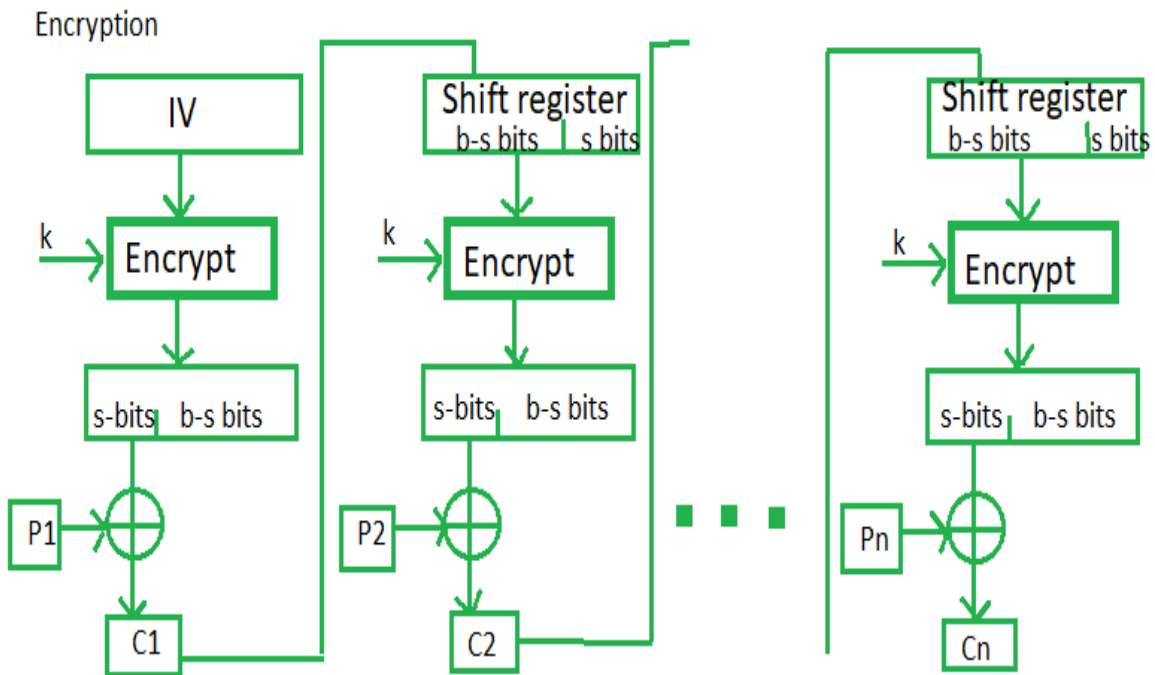 Encryption
IV
Shift register
b-s bits s bits
Shift register
b-s bits s bits
k
Encrypt
k
Encrypt
k
Encrypt
s-bits b-s bits
s-bits b-s bits
s-bits b-s bits
P1
P2
Pn
C1
C2
Cn